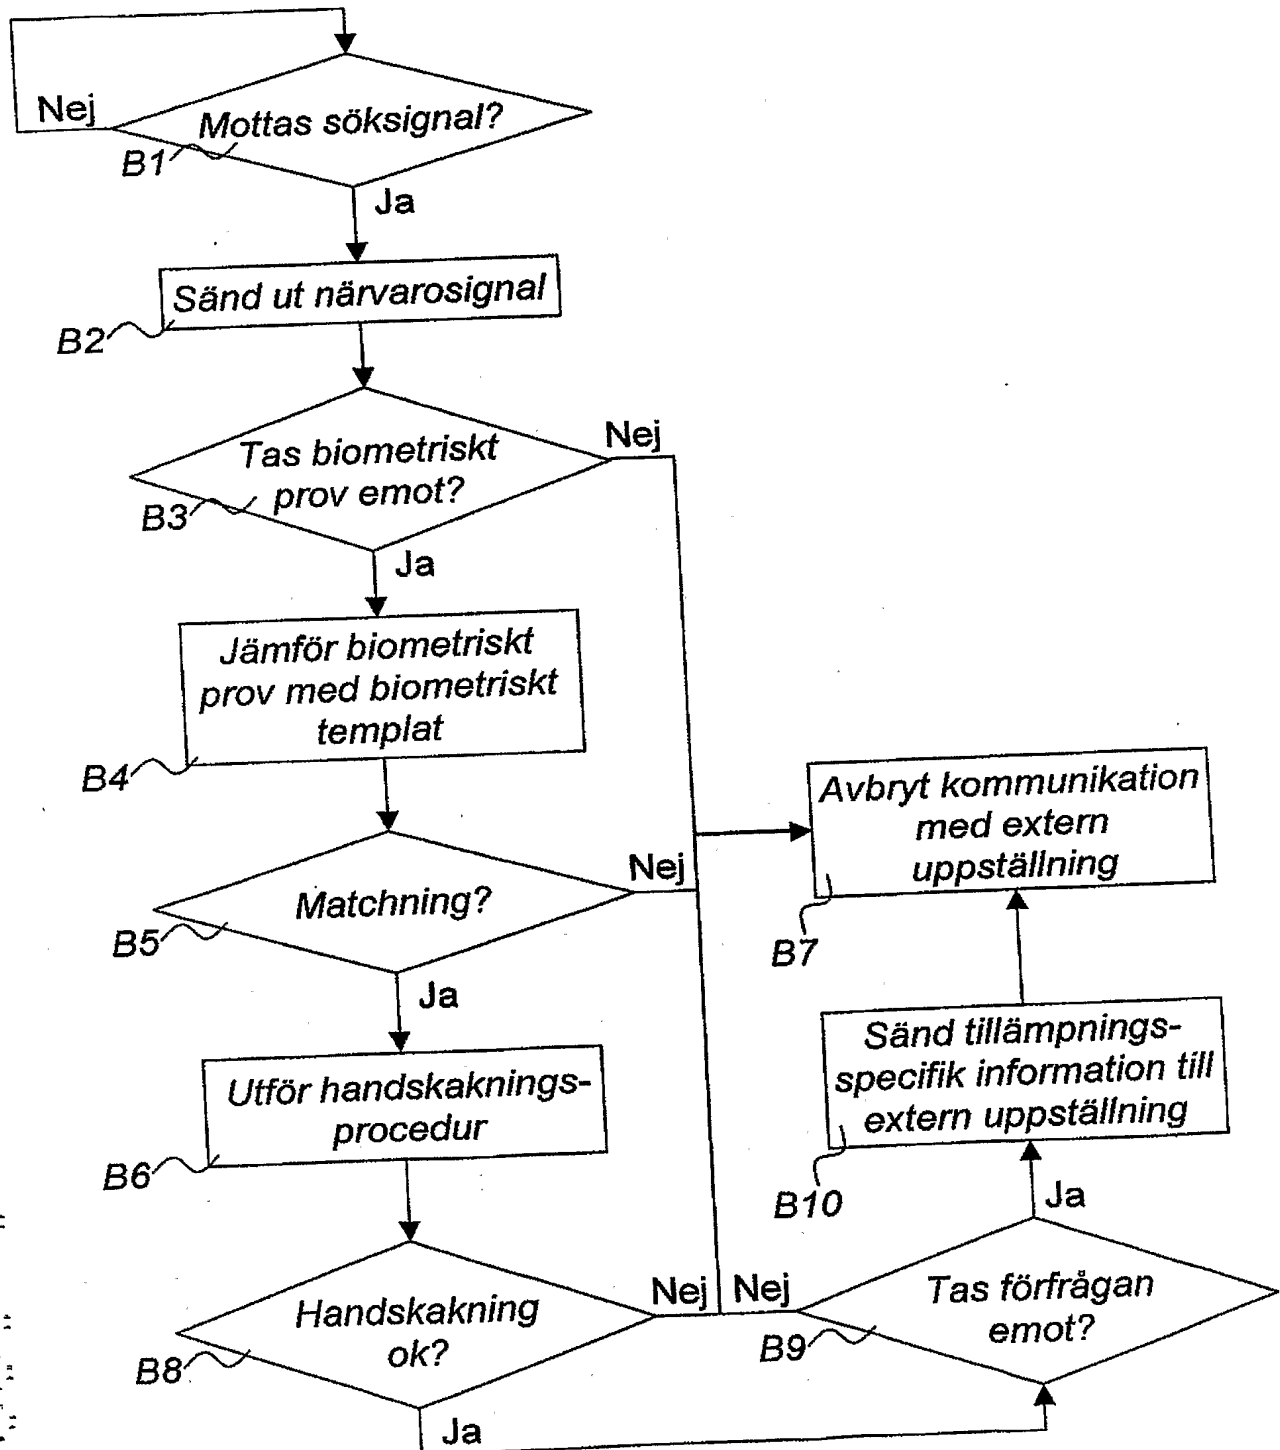 Nej
Mottas söksignal?
B1
Ja
Sänd ut närvarosignal
B2
Tas biometriskt
prov emot?
Nej
B3
Ja
Jämför biometriskt
prov med biometriskt
templat
B4
Matchning?
Nej
B5
Ja
Utför handskaknings-
procedur
B6
Handskakning
ok?
Nej
B8
Ja
Avbryt kommunikation
med extern
uppställning
B7
Sänd tillämpnings-
specifik information till
extern uppställning
B10
Ja
Nej
Tas förfrågan
emot?
B9